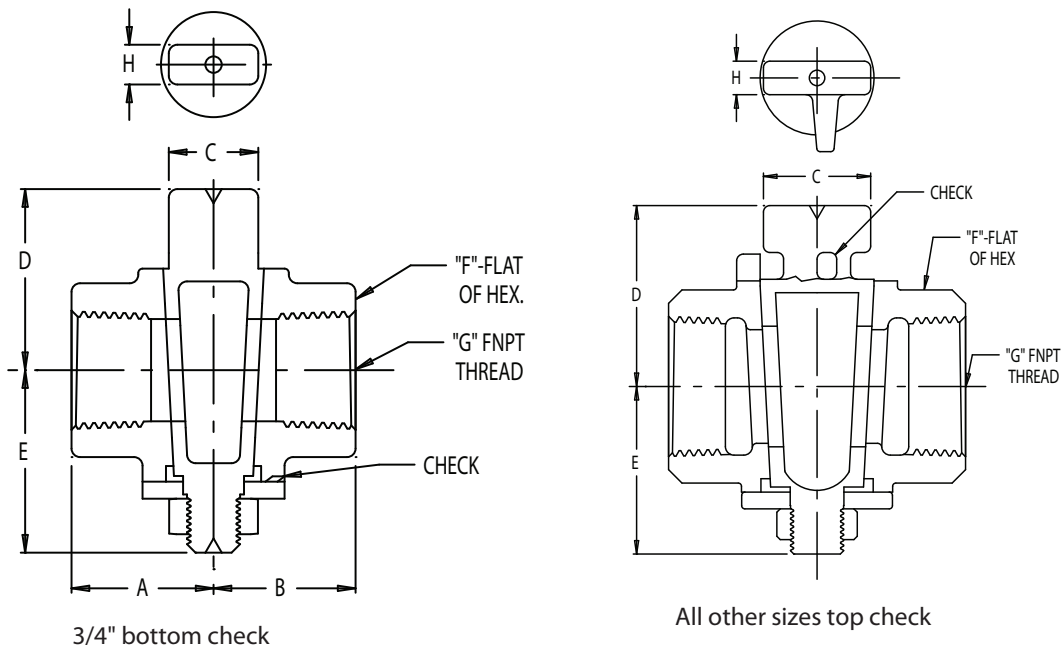 H
C
D
"F"-FLAT
OF HEX.
"G" FNPT
THREAD
E
CHECK
A
B
3/4" bottom check
H
C
CHECK
"F"-FLAT
OF HEX
D
"G" FNPT
THREAD
E
All other sizes top check